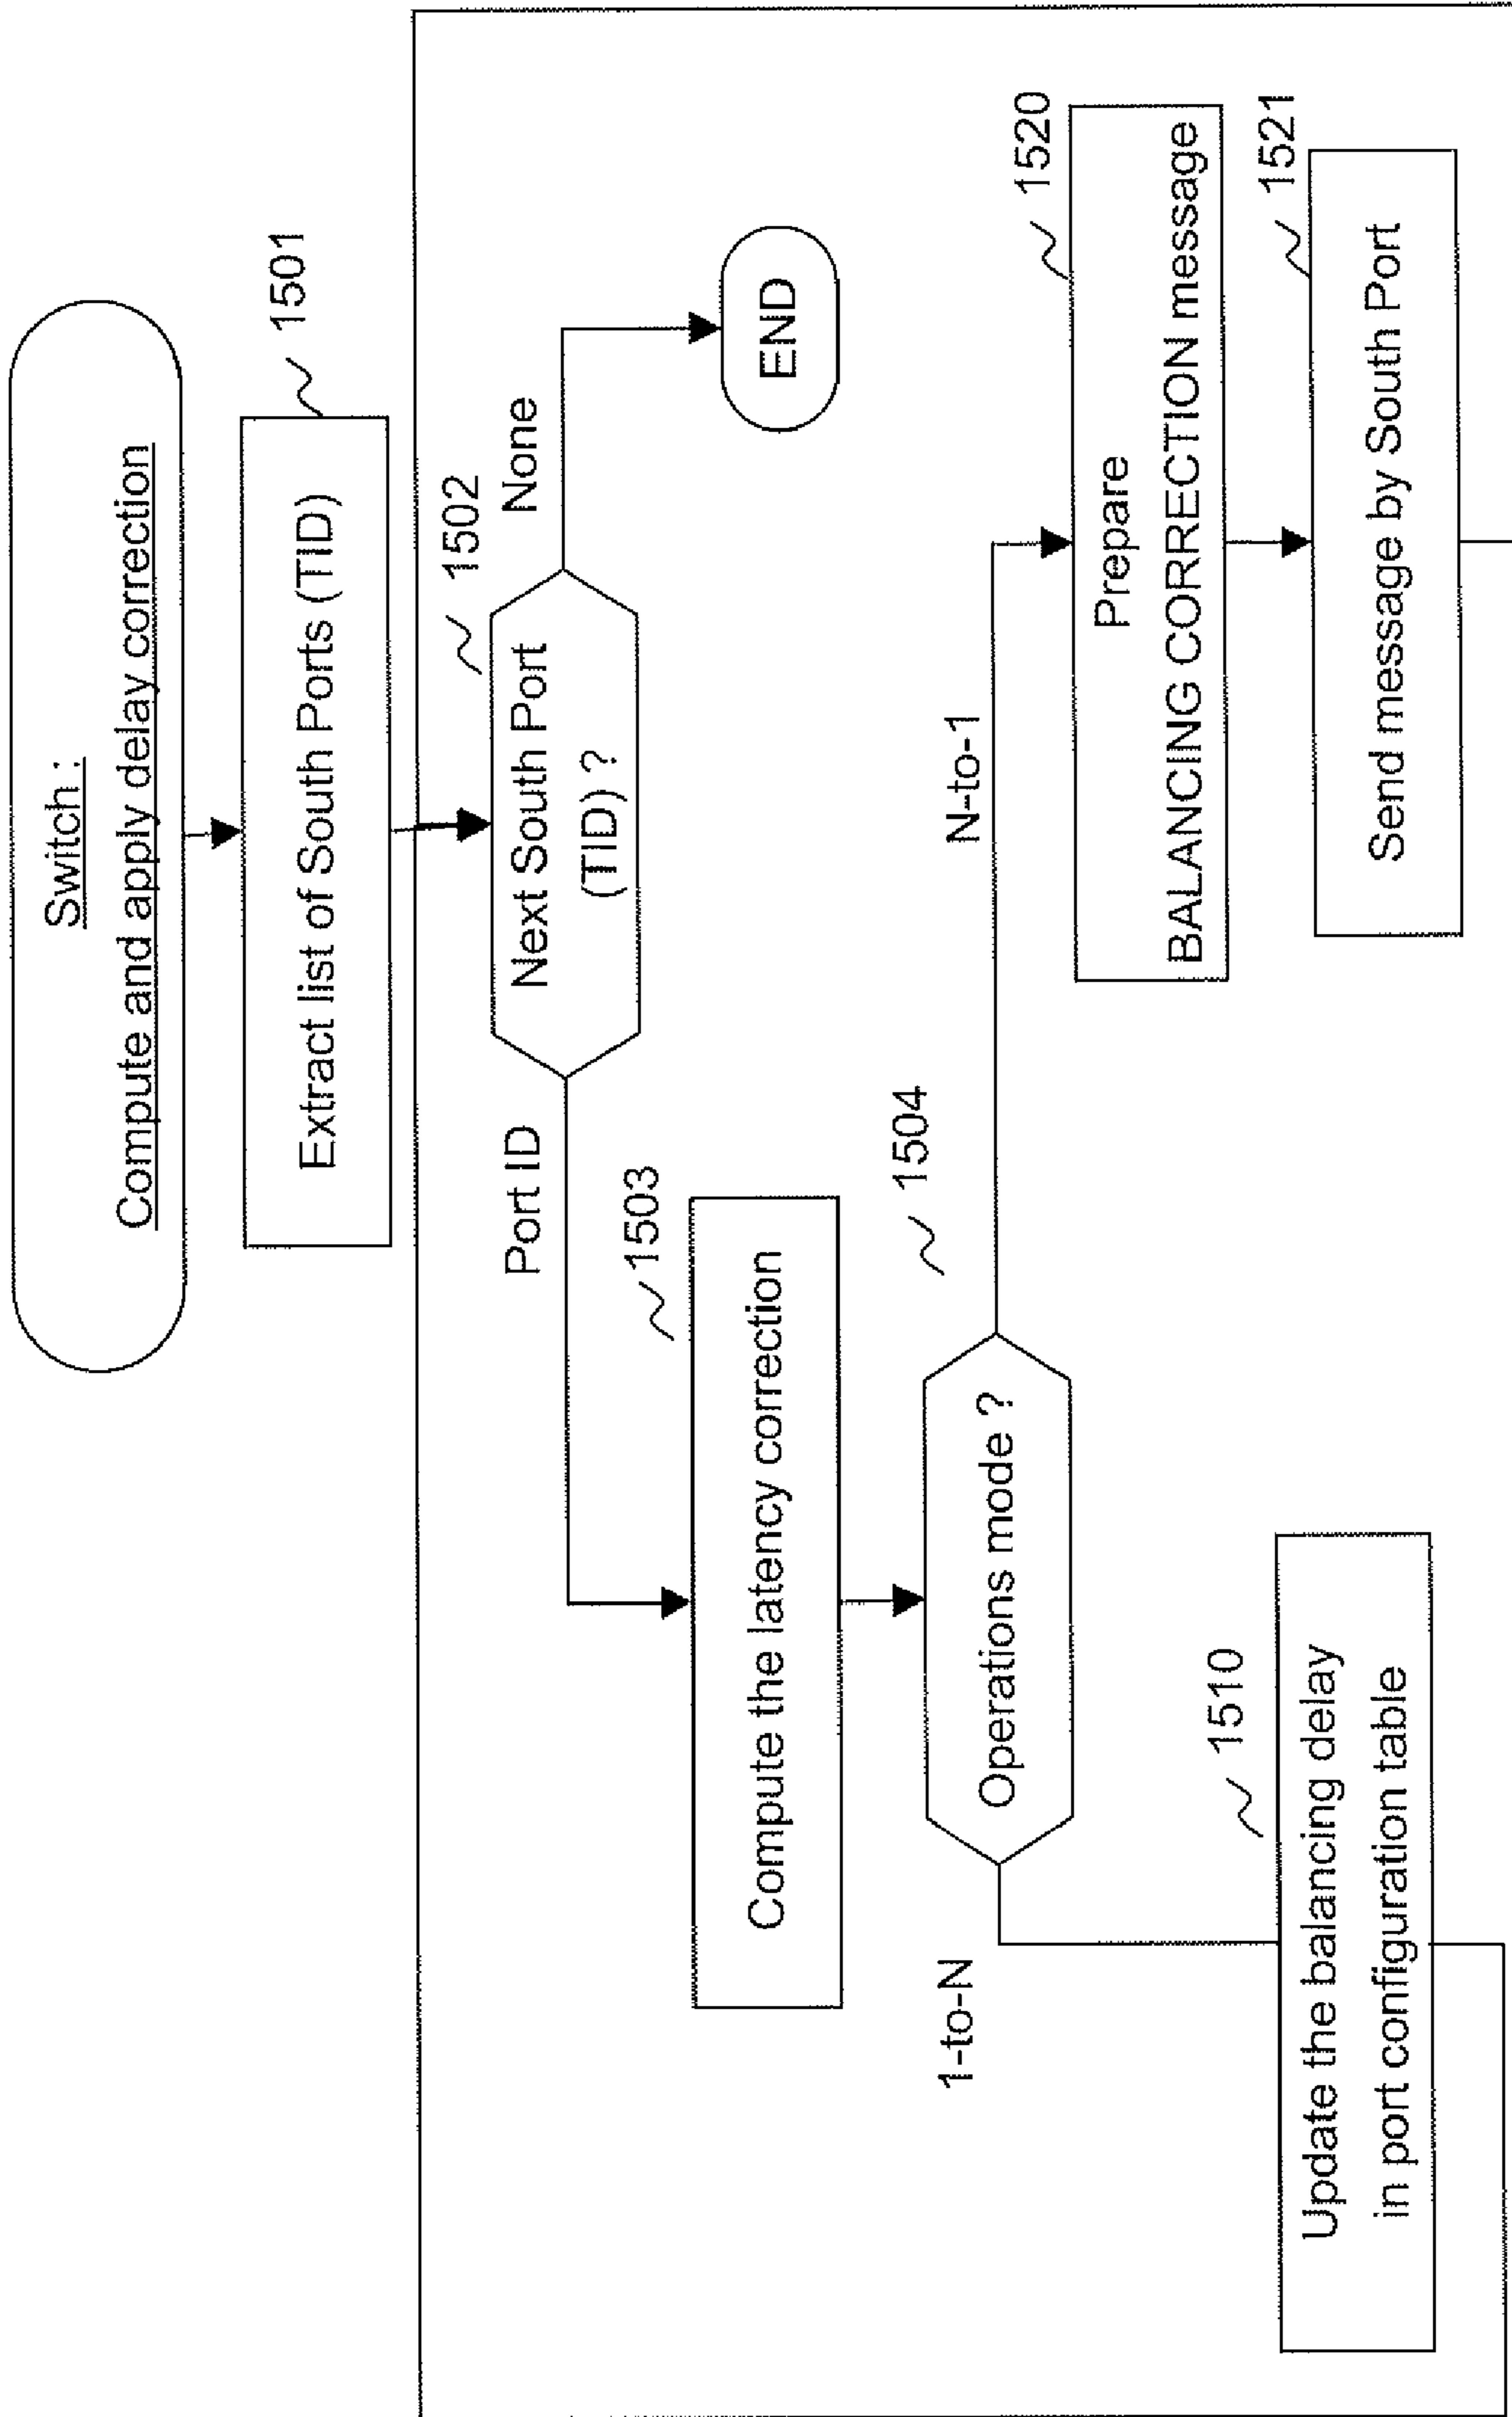 Switch :
Compute and apply delay correction
1501
Extract list of South Ports (TID)
1502
Next South Port
(TID) ?
None
END
Port ID
1503
Compute the latency correction
1504
Operations mode ?
1-to-N
N-to-1
1510
Update the balancing delay
in port configuration table
1520
Prepare
BALANCING CORRECTION message
1521
Send message by South Port